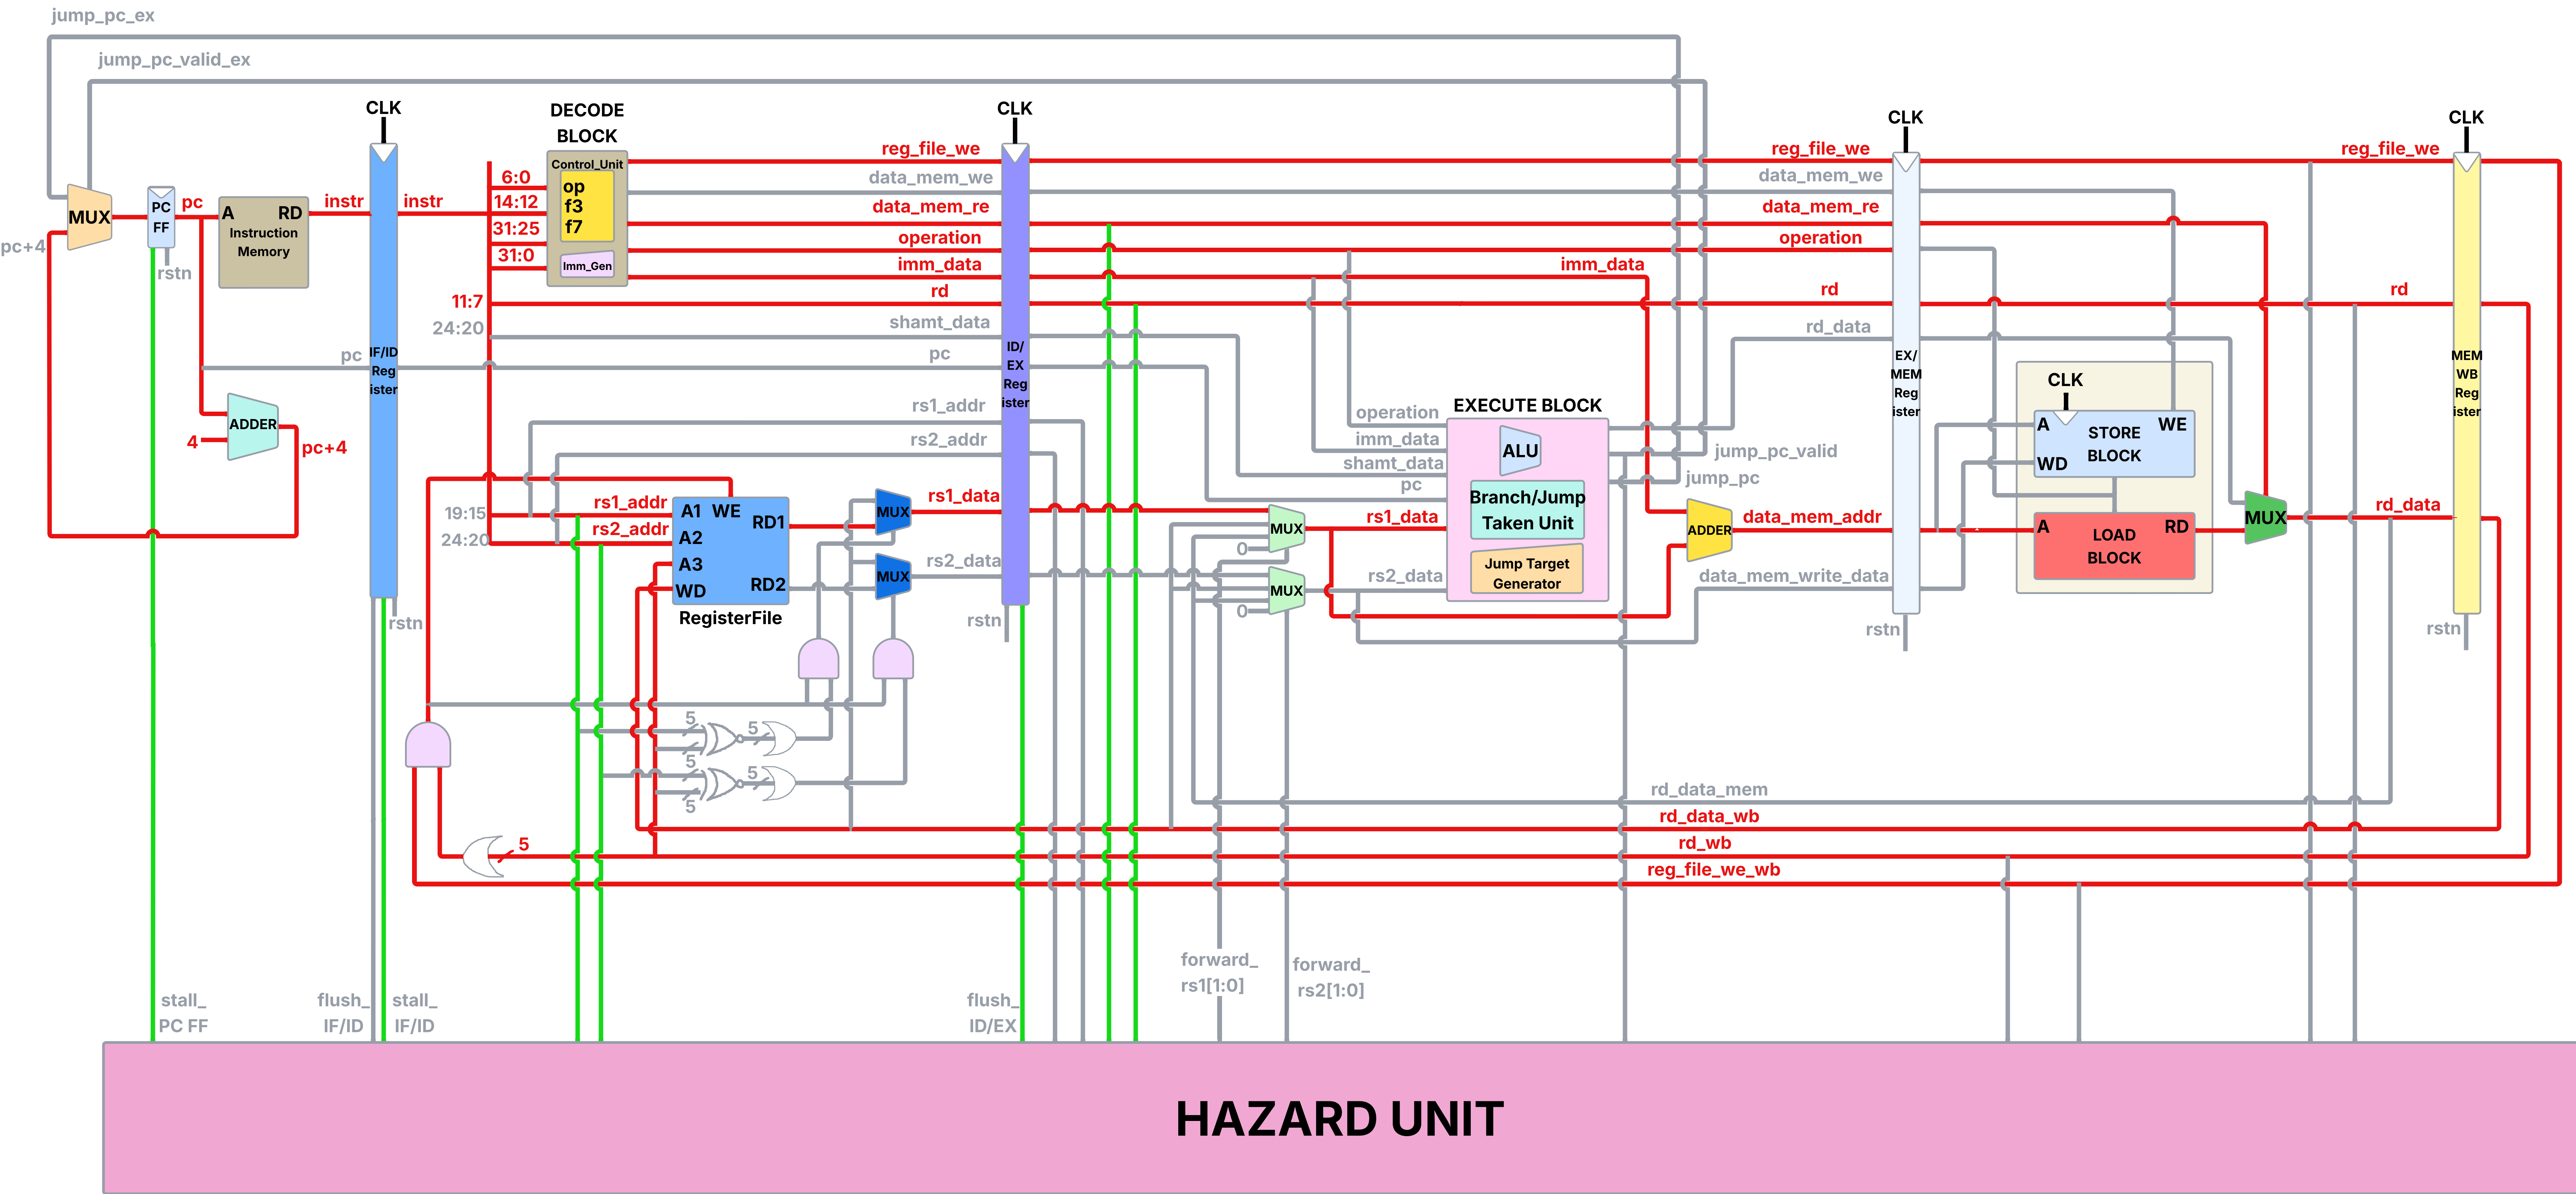 jump_pc_ex
jump_pc_valid_ex
CLK
DECODE
BLOCK
CLK
CLK
CLK
Control_Unit
op
f3
f7
Imm_Gen
6:0
14:12
31:25
31:0
11:7
24:20
reg_file_we
data_mem_we
data_mem_re
operation
imm_data
rd
shamt_data
pc
rs1_addr
rs2_addr
reg_file_we
data_mem_we
data_mem_re
operation
imm_data
rd
rd_data
reg_file_we
rd
MUX
pc+4
PC
FF
rstn
pc
A RD
Instruction
Memory
instr
instr
pc
ADDER
4
pc+4
IF/ID
Reg
ister
rstn
ID/
EX
Reg
ister
rstn
EX/
MEM
Reg
ister
rstn
MEM
WB
Reg
ister
rstn
19:15
24:20
rs1_addr
rs2_addr
A1 WE
A2
A3
WD
RD1
RD2
RegisterFile
MUX
MUX
rs1_data
rs2_data
MUX
0
MUX
0
EXECUTE BLOCK
operation
imm_data
shamt_data
pc
rs1_data
rs2_data
ALU
Branch/Jump
Taken Unit
Jump Target
Generator
jump_pc_valid
jump_pc
ADDER
data_mem_addr
data_mem_write_data
CLK
A WE
STORE
BLOCK
WD
A RD
LOAD
BLOCK
MUX
rd_data
5
5
5
5
5
5
5
rd_data_mem
rd_data_wb
rd_wb
reg_file_we_wb
stall_
PC FF
flush_
IF/ID
stall_
IF/ID
flush_
ID/EX
forward_
rs1[1:0]
forward_
rs2[1:0]
HAZARD UNIT